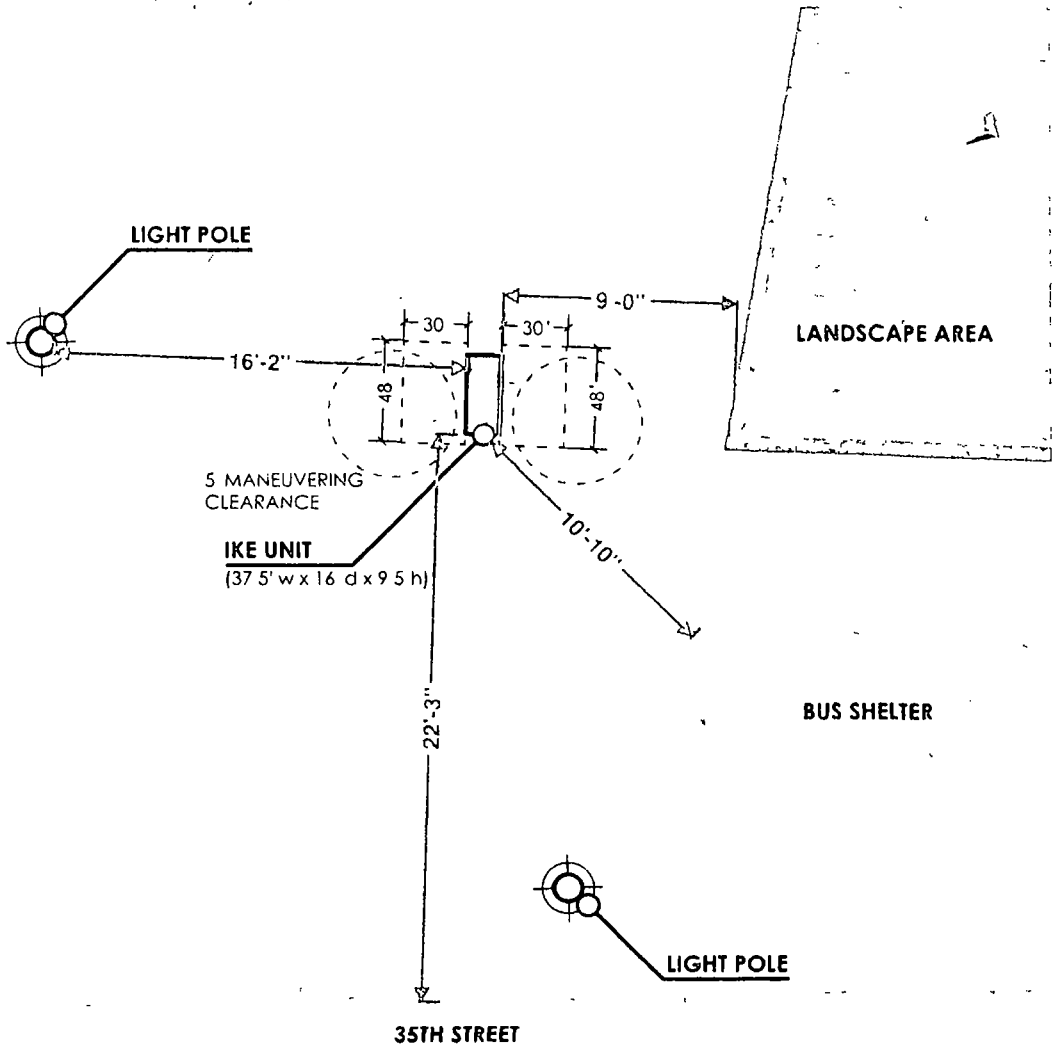 LIGHT POLE
9 -0"
30
30'
LANDSCAPE AREA
16'-2"
48
48'
5 MANEUVERING
CLEARANCE
10'-10"
IKE UNIT
(37 5' w x 16 d x 9 5 h)
22'-3"
BUS SHELTER
LIGHT POLE
35TH STREET